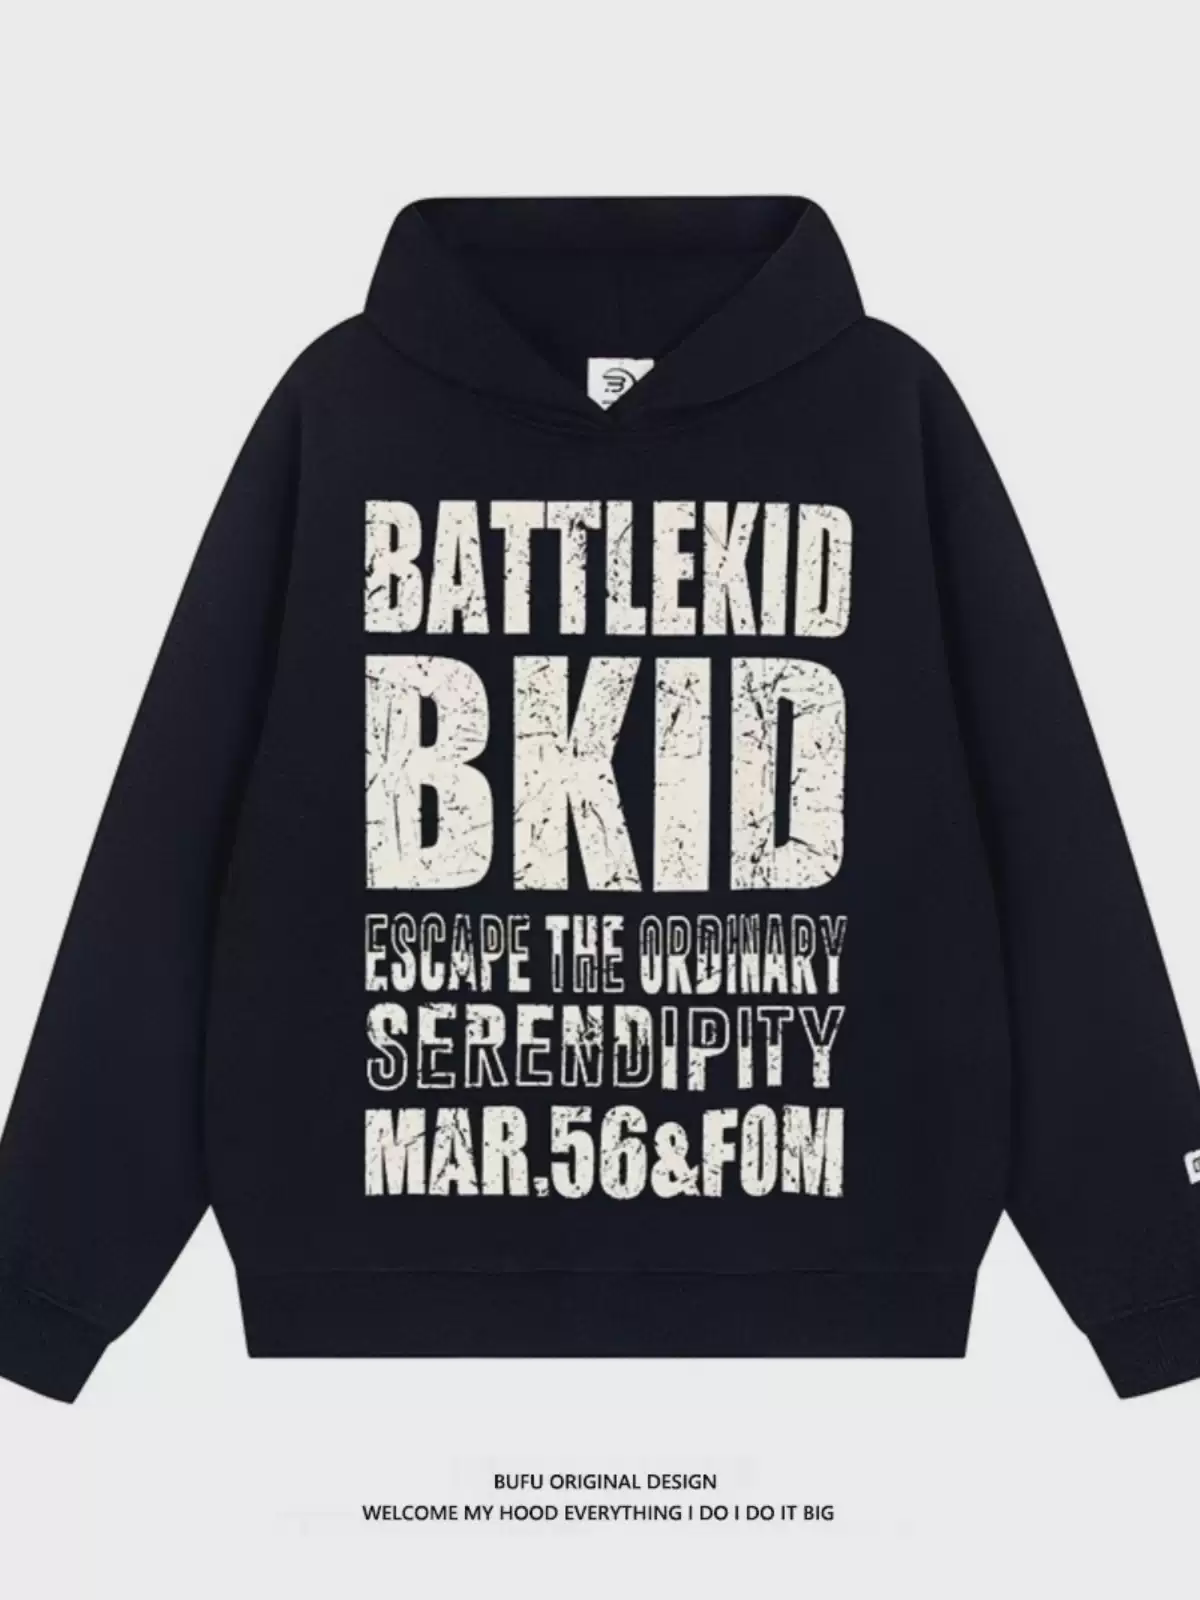 BATTLEKID
BKID
ESCAPE THE ORDINARY
SERENDIPITY
MAR.56&FOM
BUFU ORIGINAL DESIGN
WELCOME MY HOOD EVERYTHING I DO I DO IT BIG